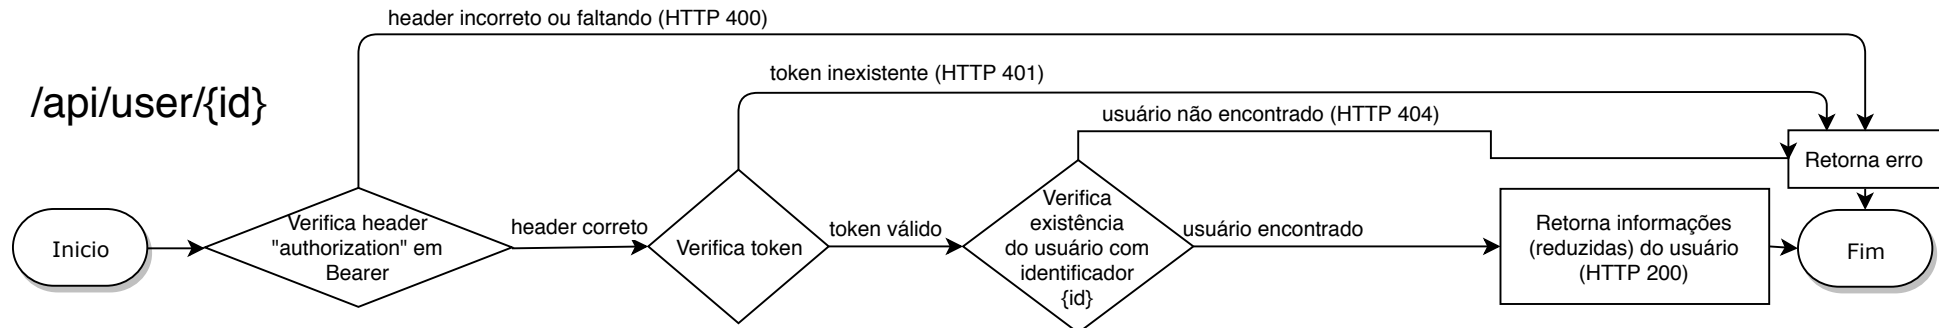 header incorreto ou faltando (HTTP 400)
token inexistente (HTTP 401)
/api/user/{id}
usuário não encontrado (HTTP 404)
Retorna erro
Inicio
Verifica header
"authorization" em
Bearer
header correto
Verifica token
token válido
Verifica
existência
do usuário com
identificador
{id}
usuário encontrado
Retorna informações
(reduzidas) do usuário
(HTTP 200)
Fim